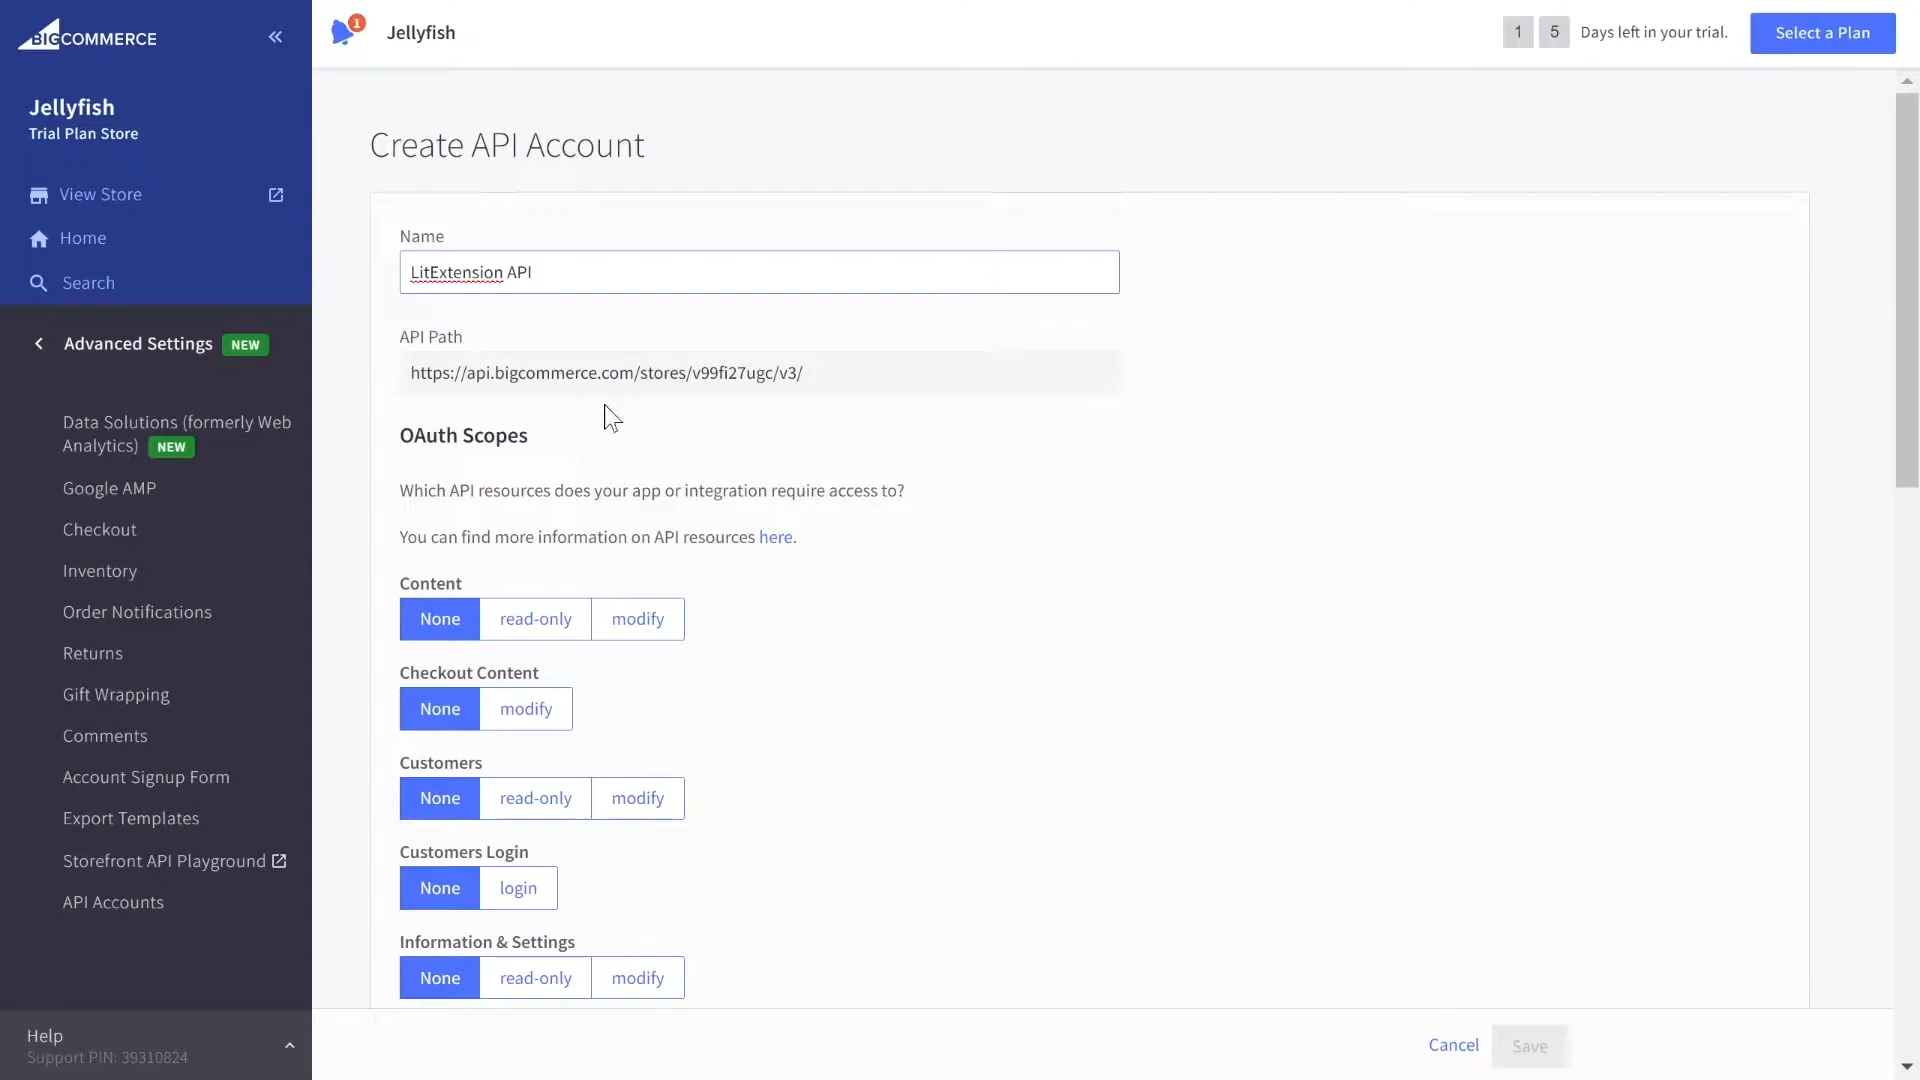 BIGCOMMERCE
Jellyfish
Trial Plan Store
View Store
Home
Search
Advanced Settings NEW
Data Solutions (formerly Web
Analytics) NEW
Google AMP
Checkout
Inventory
Order Notifications
Returns
Gift Wrapping
Comments
Account Signup Form
Export Templates
Storefront API Playground
API Accounts
Help
Support PIN: 39310824
1
Jellyfish
1 5 Days left in your trial.
Select a Plan
Create API Account
Name
LitExtension API
API Path
https://api.bigcommerce.com/stores/v99fi27ugc/v3/
OAuth Scopes
Which API resources does your app or integration require access to?
You can find more information on API resources here.
Content
None read-only modify
Checkout Content
None modify
Customers
None read-only modify
Customers Login
None login
Information & Settings
None read-only modify
Cancel Save